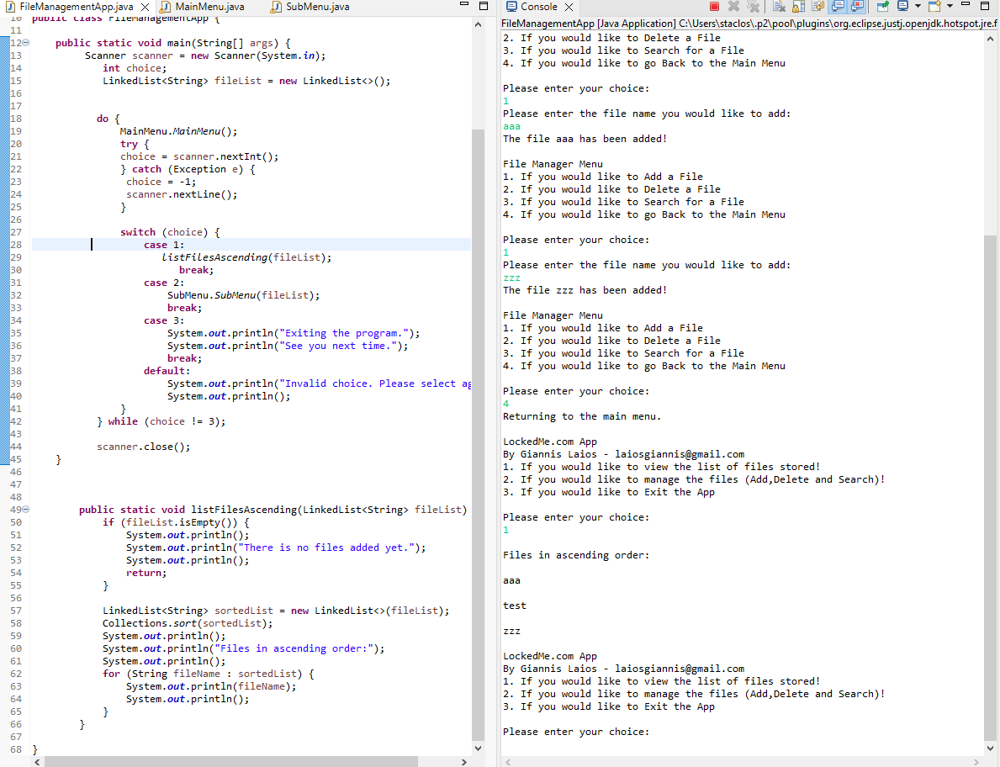 FileManagementApp.java MainMenu.java SubMenu.java
10 public class FileManagementApp {
11
12 public static void main(String[] args) {
13 Scanner scanner = new Scanner(System.in);
14 int choice;
15 LinkedList<String> fileList = new LinkedList<>();
16
17
18 do {
19 MainMenu.MainMenu();
20 try {
21 choice = scanner.nextInt();
22 } catch (Exception e) {
23 choice = -1;
24 scanner.nextLine();
25 }
26
27 switch (choice) {
28 case 1:
29 listFilesAscending(fileList);
30 break;
31 case 2:
32 SubMenu.SubMenu(fileList);
33 break;
34 case 3:
35 System.out.println("Exiting the program.");
36 System.out.println("See you next time.");
37 break;
38 default:
39 System.out.println("Invalid choice. Please select ag
40 System.out.println();
41 }
42 } while (choice != 3);
43
44 scanner.close();
45 }
46
47
48
49 public static void listFilesAscending(LinkedList<String> fileList)
50 if (fileList.isEmpty()) {
51 System.out.println();
52 System.out.println("There is no files added yet.");
53 System.out.println();
54 return;
55 }
56
57 LinkedList<String> sortedList = new LinkedList<>(fileList);
58 Collections.sort(sortedList);
59 System.out.println();
60 System.out.println("Files in ascending order:");
61 System.out.println();
62 for (String fileName : sortedList) {
63 System.out.println(fileName);
64 System.out.println();
65 }
66 }
67
68 }
Console
FileManagementApp [Java Application] C:\Users\staclos\.p2\pool\plugins\org.eclipse.justj.openjdk.hotspot.jre.f
2. If you would like to Delete a File
3. If you would like to Search for a File
4. If you would like to go Back to the Main Menu
Please enter your choice:
1
Please enter the file name you would like to add:
aaa
The file aaa has been added!
File Manager Menu
1. If you would like to Add a File
2. If you would like to Delete a File
3. If you would like to Search for a File
4. If you would like to go Back to the Main Menu
Please enter your choice:
1
Please enter the file name you would like to add:
zzz
The file zzz has been added!
File Manager Menu
1. If you would like to Add a File
2. If you would like to Delete a File
3. If you would like to Search for a File
4. If you would like to go Back to the Main Menu
Please enter your choice:
4
Returning to the main menu.
LockedMe.com App
By Giannis Laios - laiosgiannis@gmail.com
1. If you would like to view the list of files stored!
2. If you would like to manage the files (Add,Delete and Search)!
3. If you would like to Exit the App
Please enter your choice:
1
Files in ascending order:
aaa
test
zzz
LockedMe.com App
By Giannis Laios - laiosgiannis@gmail.com
1. If you would like to view the list of files stored!
2. If you would like to manage the files (Add,Delete and Search)!
3. If you would like to Exit the App
Please enter your choice: